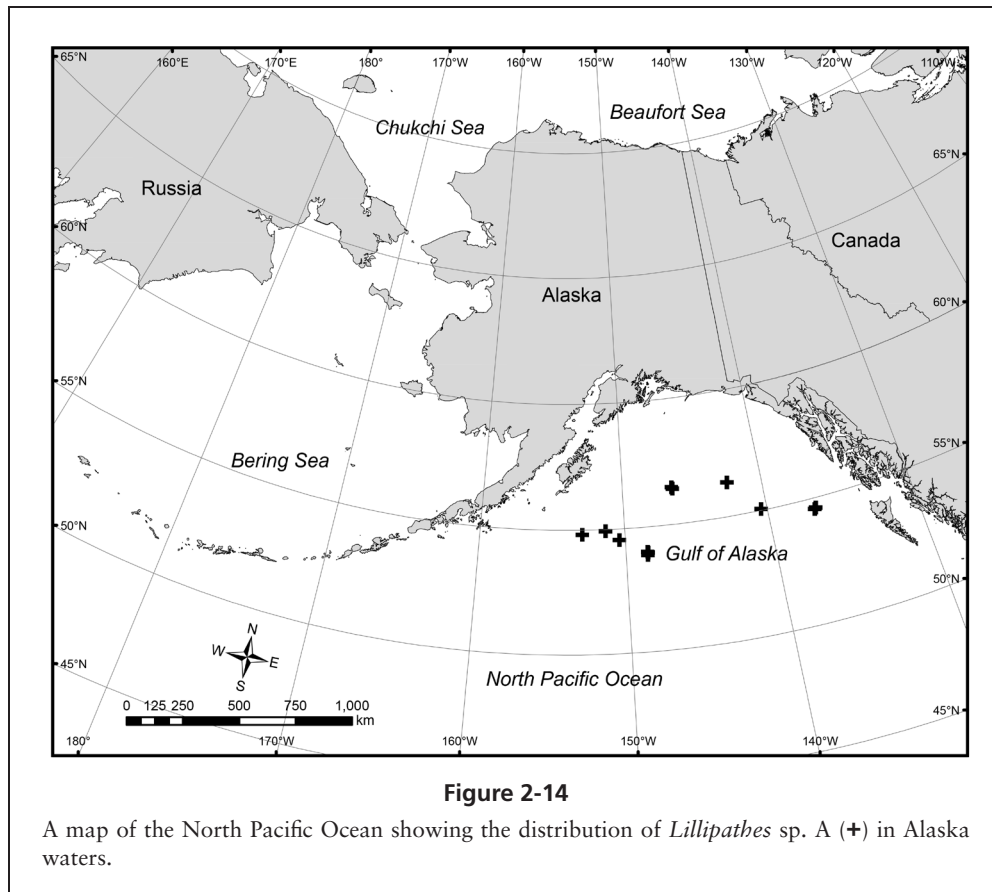 65°N 160°E 170°E 180° 170°W 160°W 150°W 140°W 130°W 120°W 110°W
Chukchi Sea
Beaufort Sea
65°N
Russia
60°N
Canada
Alaska
60°N
55°N
55°N
Bering Sea
50°N
Gulf of Alaska
50°N
N
W E
S
45°N
North Pacific Ocean
0 125 250 500 750 1,000
km
45°N
180° 170°W 160°W 150°W 140°W
Figure 2-14
A map of the North Pacific Ocean showing the distribution of Lillipathes sp. A (+) in Alaska
waters.